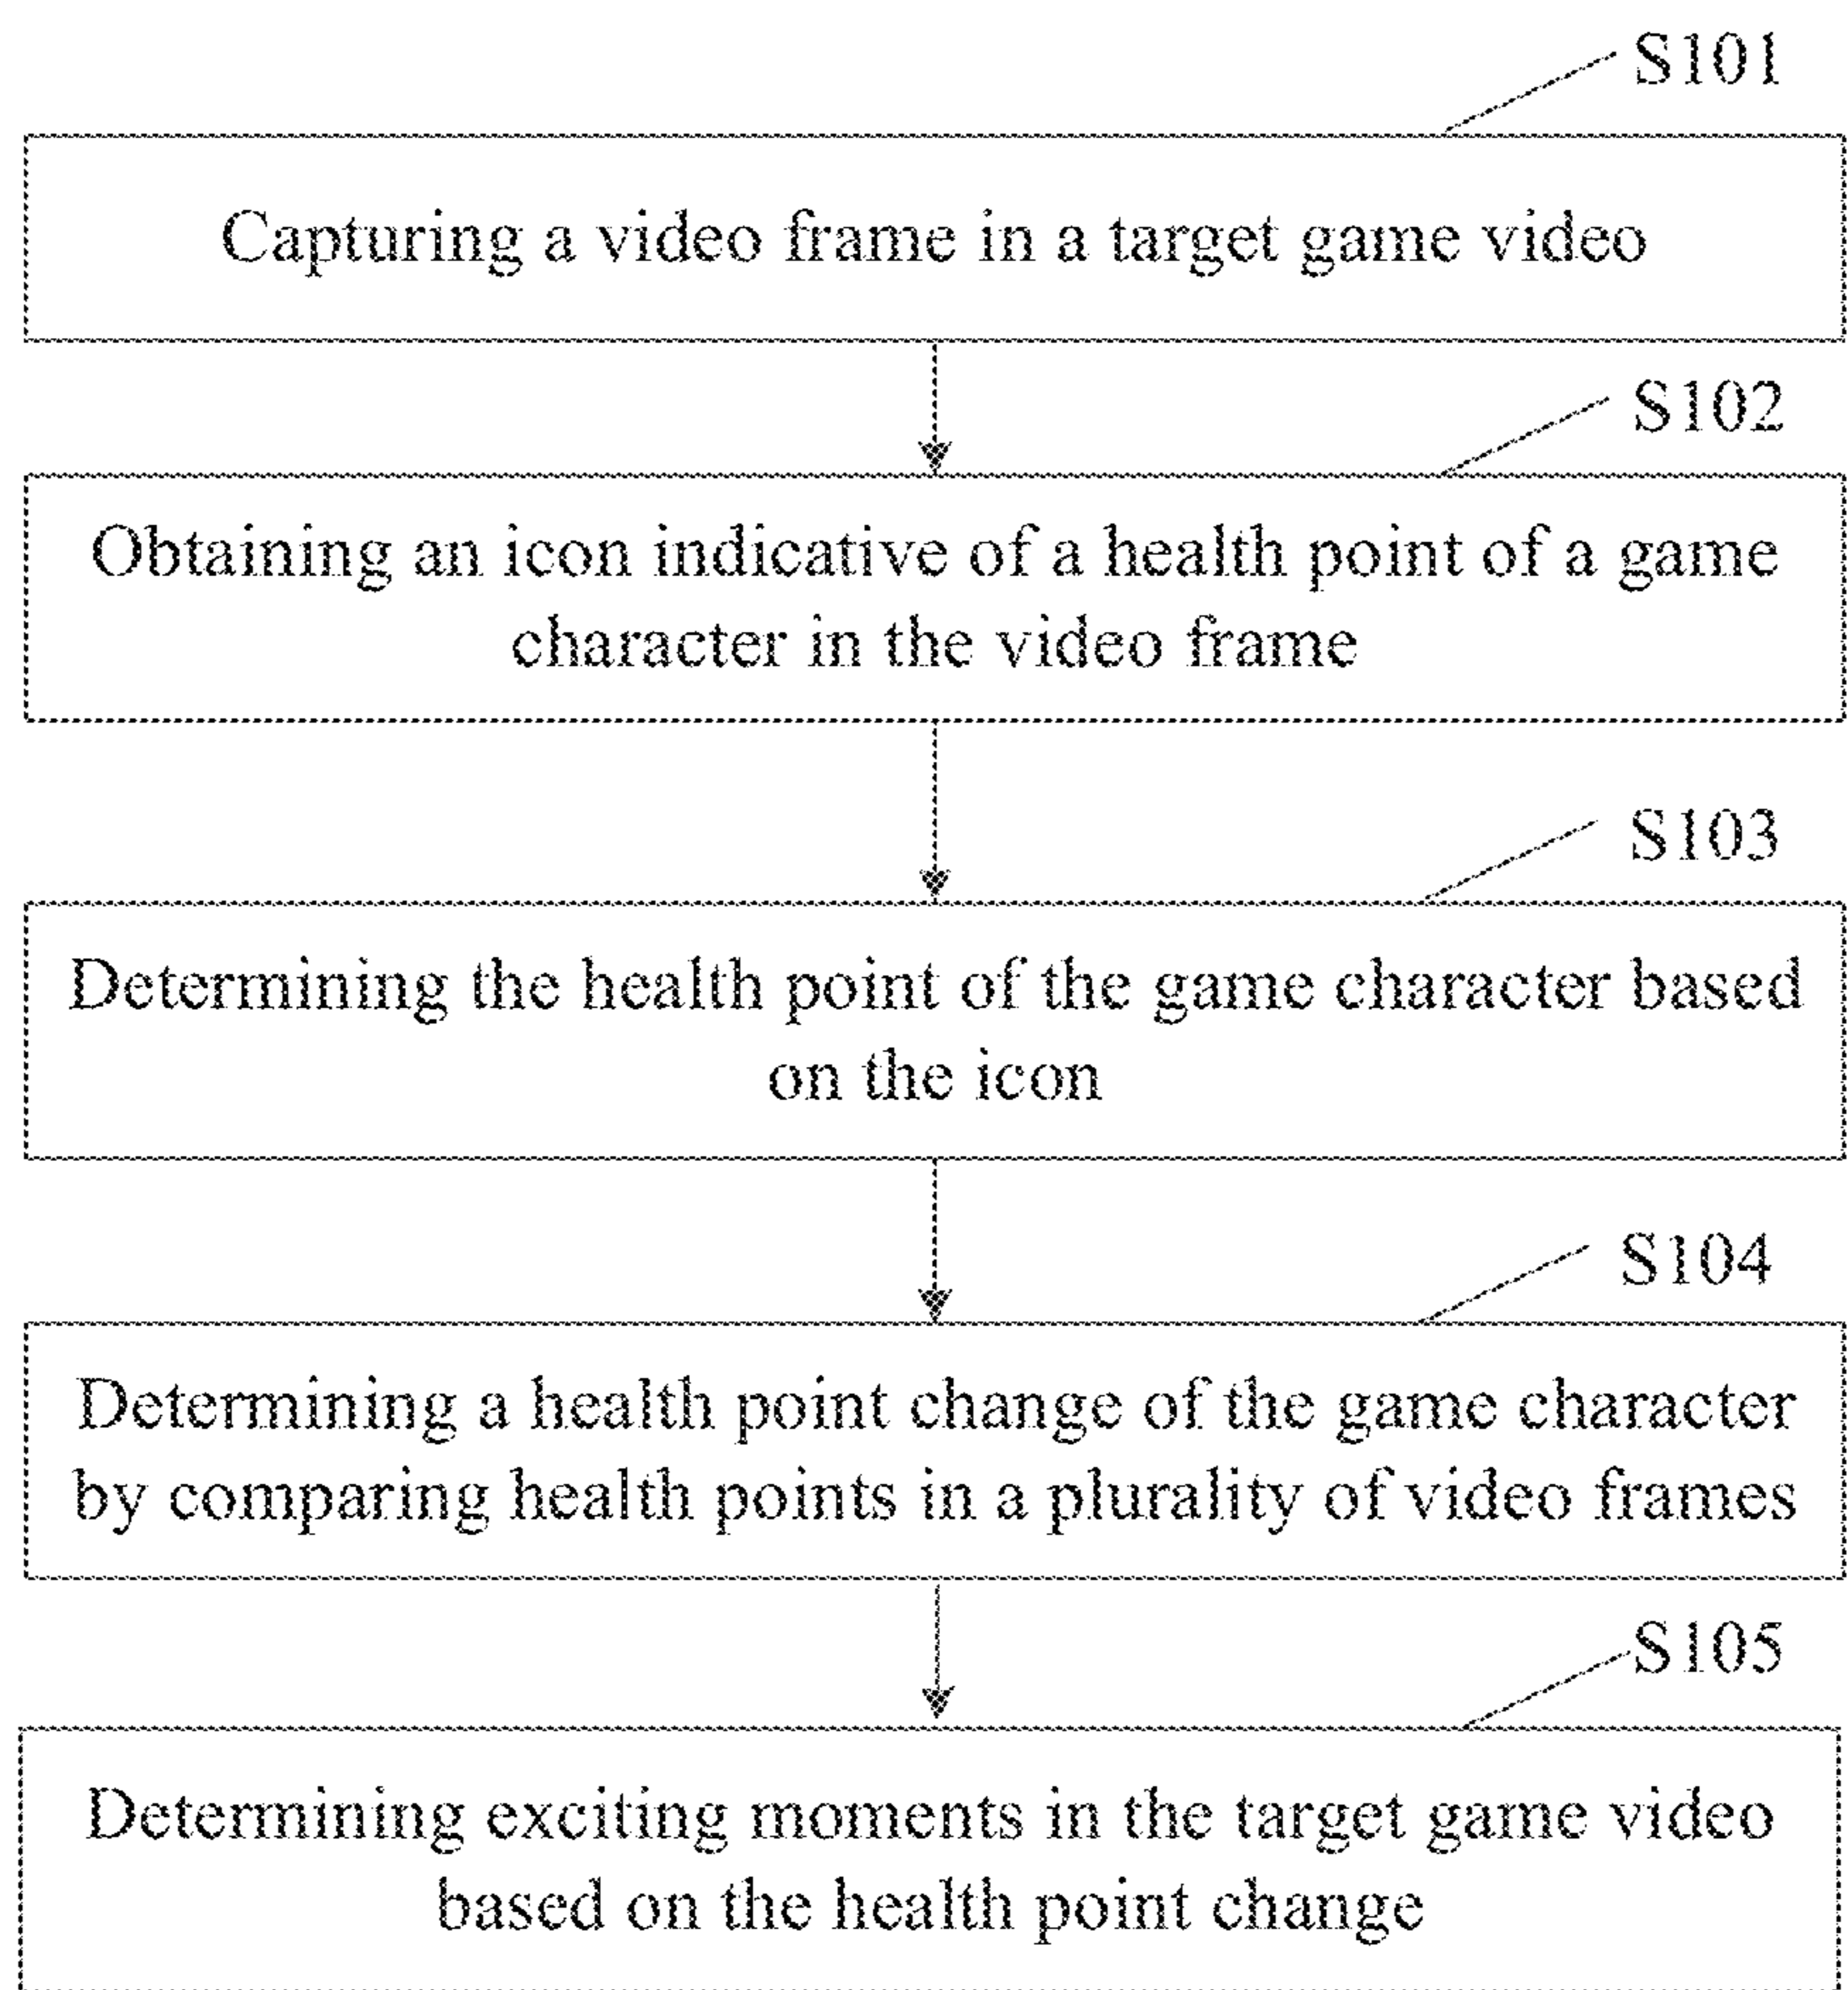 S101
Capturing a video frame in a target game video
S102
Obtaining an icon indicative of a health point of a game
character in the video frame
S103
Determining the health point of the game character based
on the icon
S104
Determining a health point change of the game character
by comparing health points in a plurality of video frames
S105
Determining exciting moments in the target game video
based on the health point change